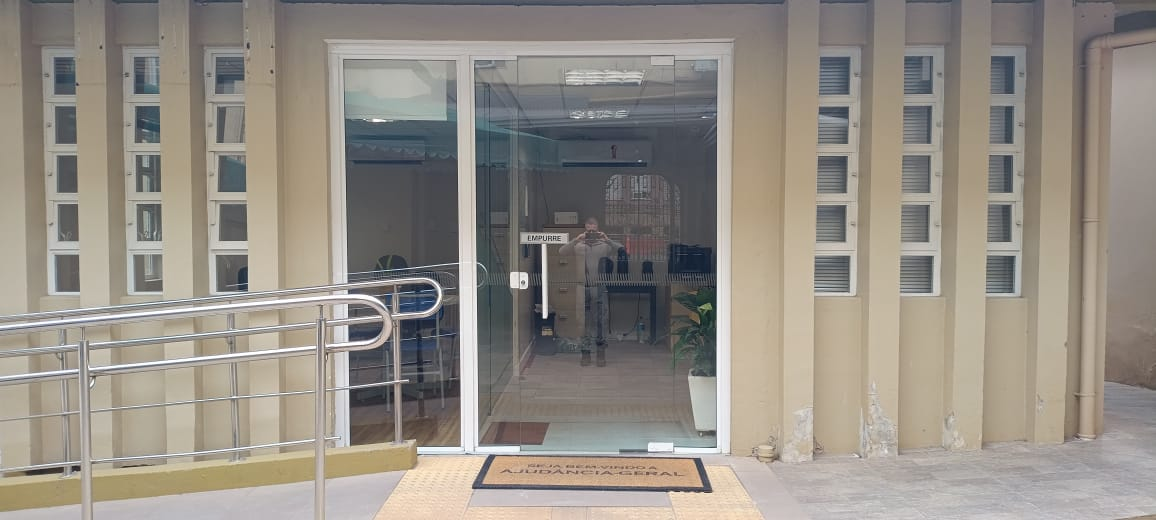 EMPURRE
SEJA BEM-VINDO A
AJUDÂNCIA-GERAL